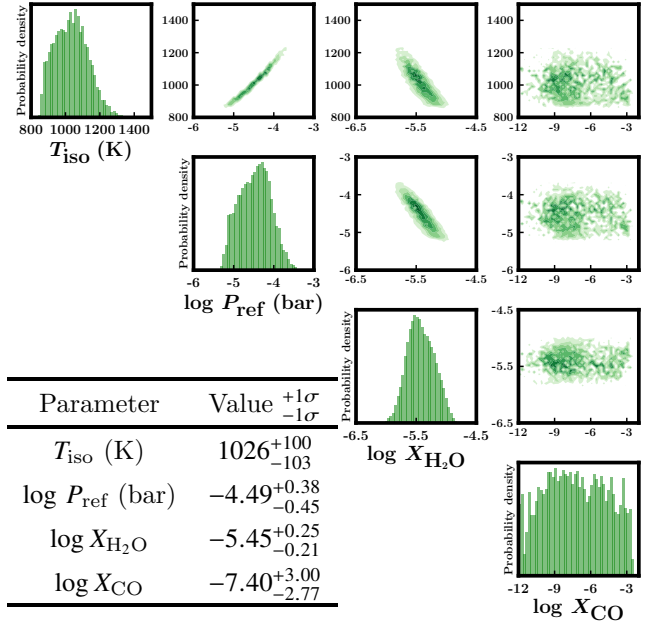 Probability density
800 1000 1200 1400
T_iso (K)
1500
1400
1200
1000
800
-6 -5 -4 -3
1500
1400
1200
1000
800
-6.5 -5.5 -4.5
1500
1400
1200
1000
800
-12 -9 -6 -3
Probability density
-6 -5 -4 -3
log P_ref (bar)
-3
-4
-5
-6
-6.5 -5.5 -4.5
-3
-4
-5
-6
-12 -9 -6 -3
Probability density
-6.5 -5.5 -4.5
log X_H₂O
-4.5
-5.5
-6.5
-12 -9 -6 -3
Parameter Value +1σ −1σ
T_iso (K) 1026 +100 −103
log P_ref (bar) −4.49 +0.38 −0.45
log X_H₂O −5.45 +0.25 −0.21
log X_CO −7.40 +3.00 −2.77
Probability density
-12 -9 -6 -3
log X_CO